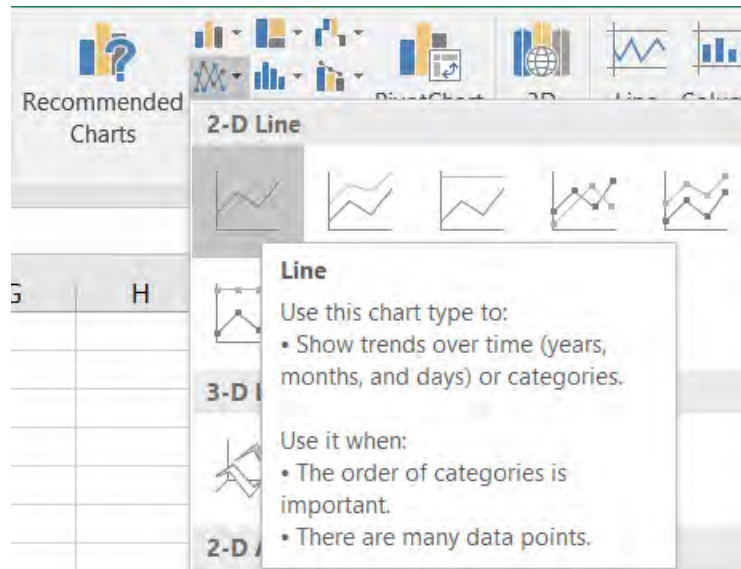 Recommended
Charts
2-D Line
G H
Line
Use this chart type to:
• Show trends over time (years,
months, and days) or categories.
3-D
Use it when:
• The order of categories is
important.
• There are many data points.
2-D